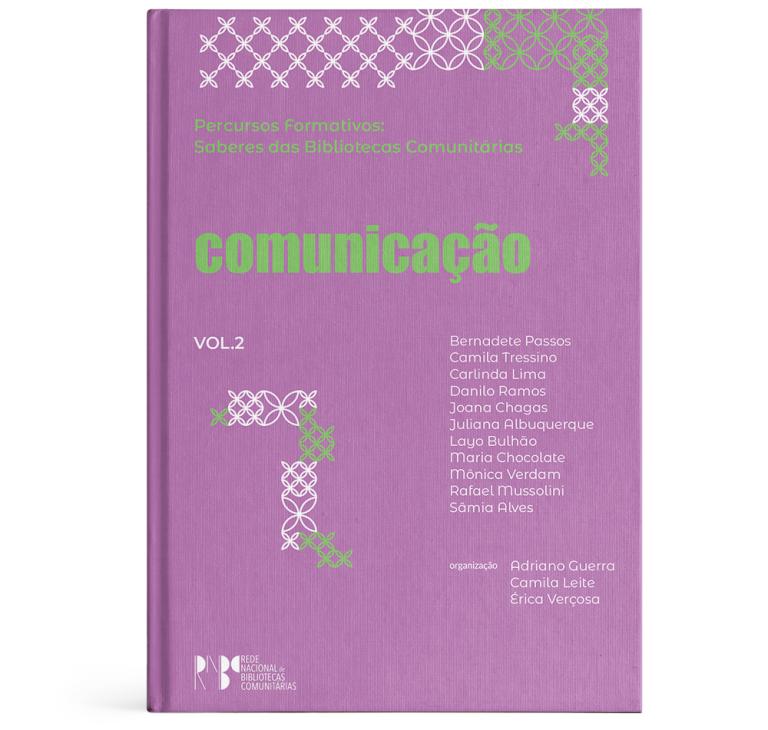 Percursos Formativos:
Saberes das Bibliotecas Comunitárias
comunicação
VOL.2
Bernadete Passos
Camila Tressino
Carlinda Lima
Danilo Ramos
Joana Chagas
Juliana Albuquerque
Layo Bulhão
Maria Chocolate
Mônica Verdam
Rafael Mussolini
Sâmia Alves
organização
Adriano Guerra
Camila Leite
Érica Verçosa
RNBC
REDE
NACIONAL de
BIBLIOTECAS
COMUNITÁRIAS